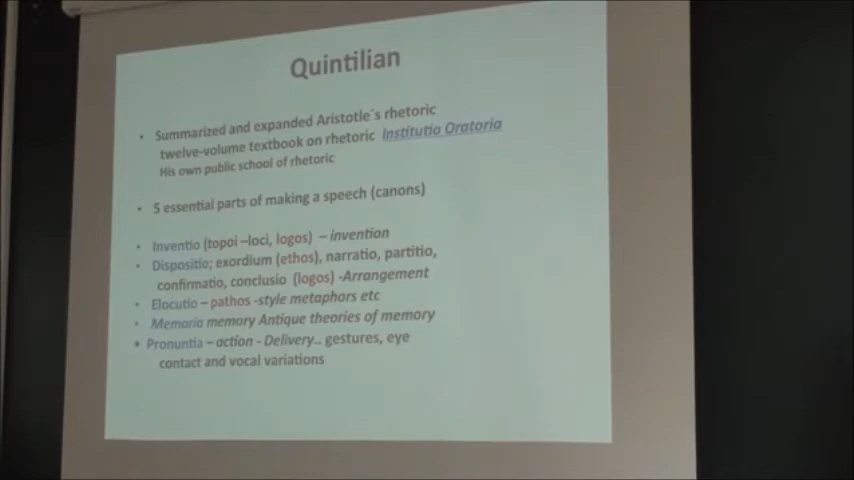 Quintilian
• Summarized and expanded Aristotle´s rhetoric
twelve-volume textbook on rhetoric Institutio Oratoria
His own public school of rhetoric
• 5 essential parts of making a speech (canons)
• Inventio (topoi –loci, logos) – invention
• Dispositio; exordium (ethos), narratio, partitio,
confirmatio, conclusio (logos) -Arrangement
• Elocutio – pathos -style metaphors etc
• Memoria memory Antique theories of memory
• Pronuntia – action - Delivery.. gestures, eye
contact and vocal variations